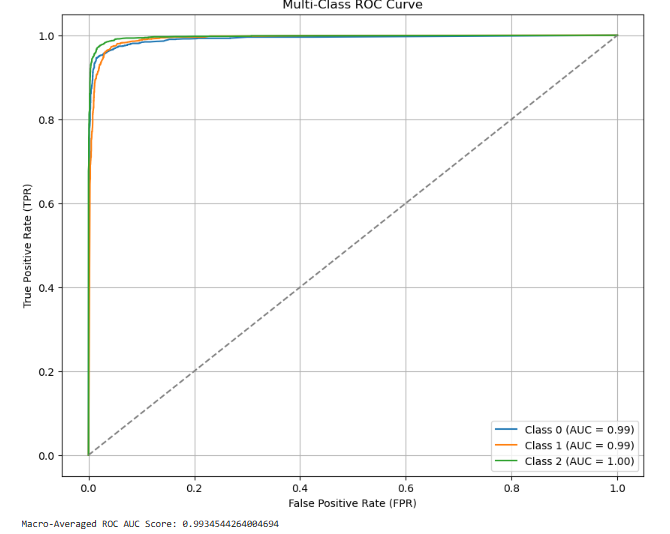 Multi-Class ROC Curve
1.0
0.8
0.6
0.4
0.2
0.0
True Positive Rate (TPR)
Class 0 (AUC = 0.99)
Class 1 (AUC = 0.99)
Class 2 (AUC = 1.00)
0.0 0.2 0.4 0.6 0.8 1.0
False Positive Rate (FPR)
Macro-Averaged ROC AUC Score: 0.9934544264004694